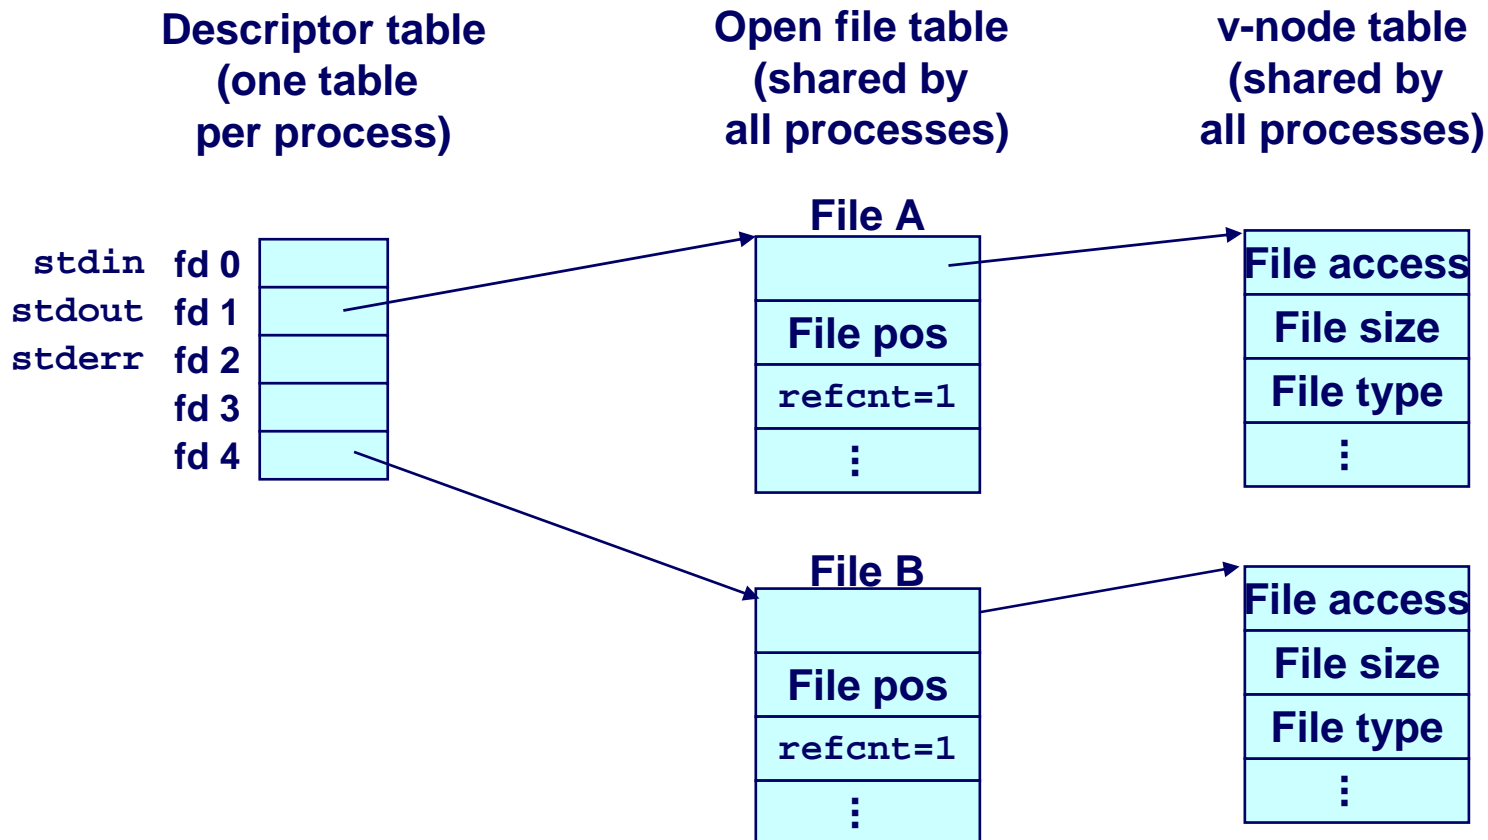 Descriptor table
(one table
per process)
Open file table
(shared by
all processes)
v-node table
(shared by
all processes)
stdin fd 0
stdout fd 1
stderr fd 2
fd 3
fd 4
File A
File pos
refcnt=1
⋮
File access
File size
File type
⋮
File B
File pos
refcnt=1
⋮
File access
File size
File type
⋮